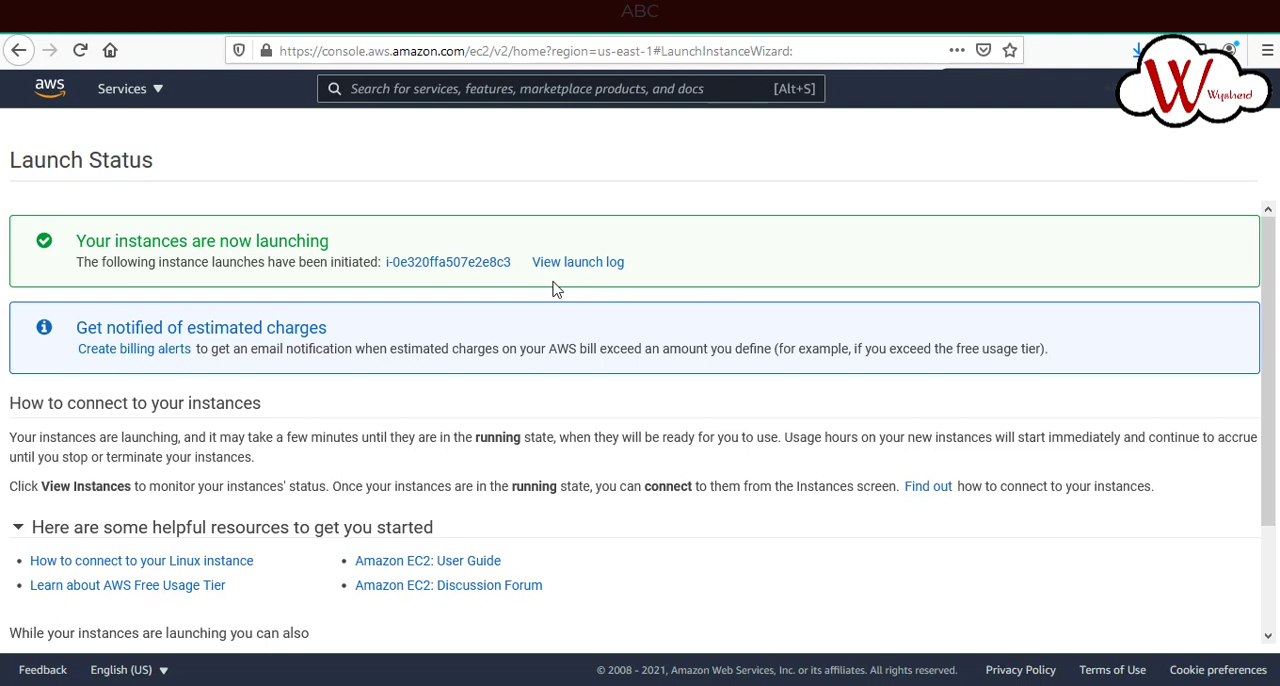 ABC
https://console.aws.amazon.com/ec2/v2/home?region=us-east-1#LaunchInstanceWizard:
aws
Services
Search for services, features, marketplace products, and docs [Alt+S]
W
Launch Status
Your instances are now launching
The following instance launches have been initiated: i-0e320ffa507e2e8c3 View launch log
Get notified of estimated charges
Create billing alerts to get an email notification when estimated charges on your AWS bill exceed an amount you define (for example, if you exceed the free usage tier).
How to connect to your instances
Your instances are launching, and it may take a few minutes until they are in the running state, when they will be ready for you to use. Usage hours on your new instances will start immediately and continue to accrue
until you stop or terminate your instances.
Click View Instances to monitor your instances' status. Once your instances are in the running state, you can connect to them from the Instances screen. Find out how to connect to your instances.
Here are some helpful resources to get you started
• How to connect to your Linux instance
• Amazon EC2: User Guide
• Learn about AWS Free Usage Tier
• Amazon EC2: Discussion Forum
While your instances are launching you can also
Feedback English (US) © 2008 - 2021, Amazon Web Services, Inc. or its affiliates. All rights reserved. Privacy Policy Terms of Use Cookie preferences